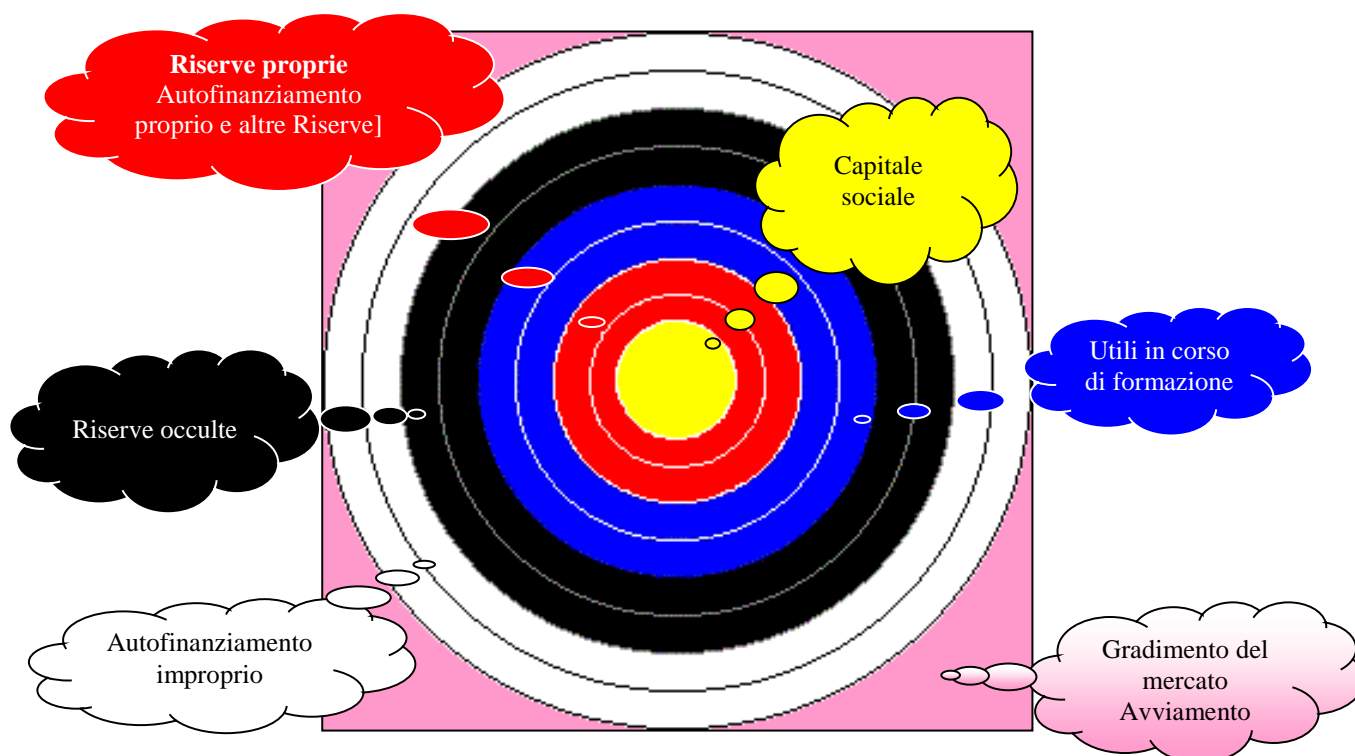 Riserve proprie
Autofinanziamento
proprio e altre Riserve]
Capitale
sociale
Utili in corso
di formazione
Riserve occulte
Autofinanziamento
improprio
Gradimento del
mercato
Avviamento